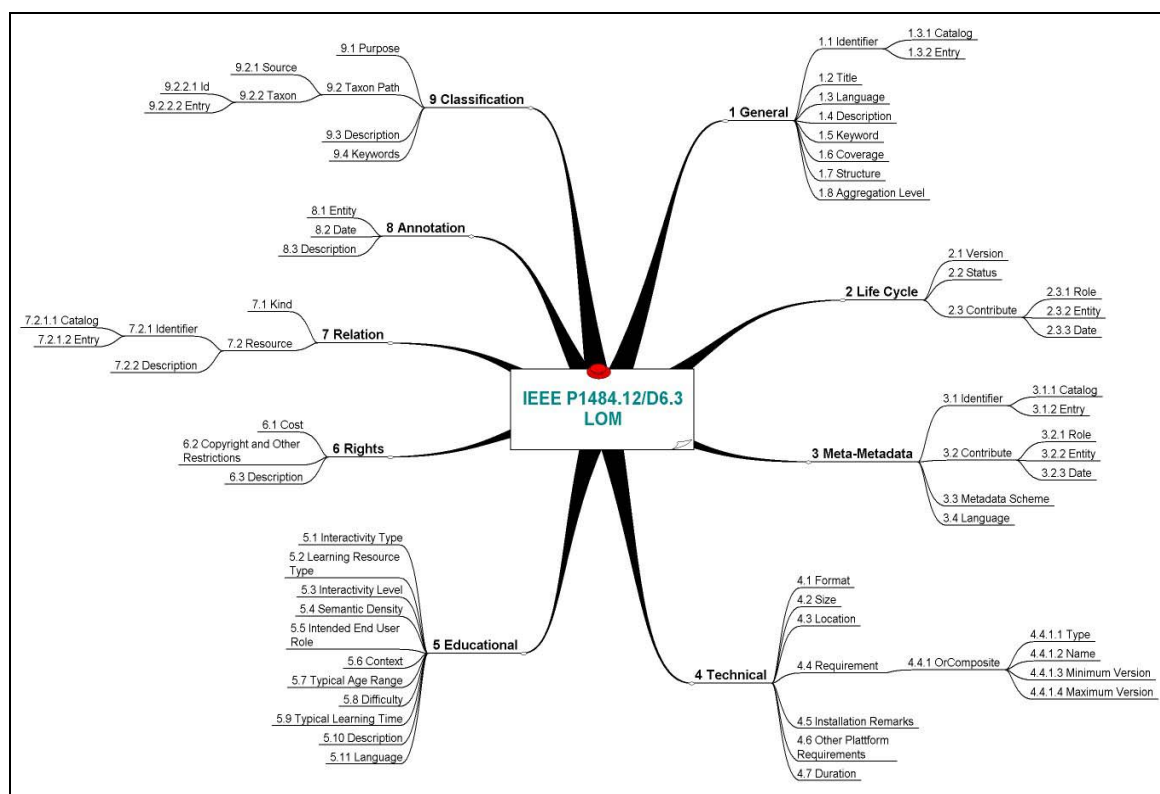 IEEE P1484.12/D6.3
LOM
1 General
1.1 Identifier
1.3.1 Catalog
1.3.2 Entry
1.2 Title
1.3 Language
1.4 Description
1.5 Keyword
1.6 Coverage
1.7 Structure
1.8 Aggregation Level
2 Life Cycle
2.1 Version
2.2 Status
2.3 Contribute
2.3.1 Role
2.3.2 Entity
2.3.3 Date
3 Meta-Metadata
3.1 Identifier
3.1.1 Catalog
3.1.2 Entry
3.2 Contribute
3.2.1 Role
3.2.2 Entity
3.2.3 Date
3.3 Metadata Scheme
3.4 Language
4 Technical
4.1 Format
4.2 Size
4.3 Location
4.4 Requirement
4.4.1 OrComposite
4.4.1.1 Type
4.4.1.2 Name
4.4.1.3 Minimum Version
4.4.1.4 Maximum Version
4.5 Installation Remarks
4.6 Other Plattform
Requirements
4.7 Duration
5 Educational
5.1 Interactivity Type
5.2 Learning Resource
Type
5.3 Interactivity Level
5.4 Semantic Density
5.5 Intended End User
Role
5.6 Context
5.7 Typical Age Range
5.8 Difficulty
5.9 Typical Learning Time
5.10 Description
5.11 Language
6 Rights
6.1 Cost
6.2 Copyright and Other
Restrictions
6.3 Description
7 Relation
7.1 Kind
7.2 Resource
7.2.1 Identifier
7.2.1.1 Catalog
7.2.1.2 Entry
7.2.2 Description
8 Annotation
8.1 Entity
8.2 Date
8.3 Description
9 Classification
9.1 Purpose
9.2 Taxon Path
9.2.1 Source
9.2.2 Taxon
9.2.2.1 Id
9.2.2.2 Entry
9.3 Description
9.4 Keywords